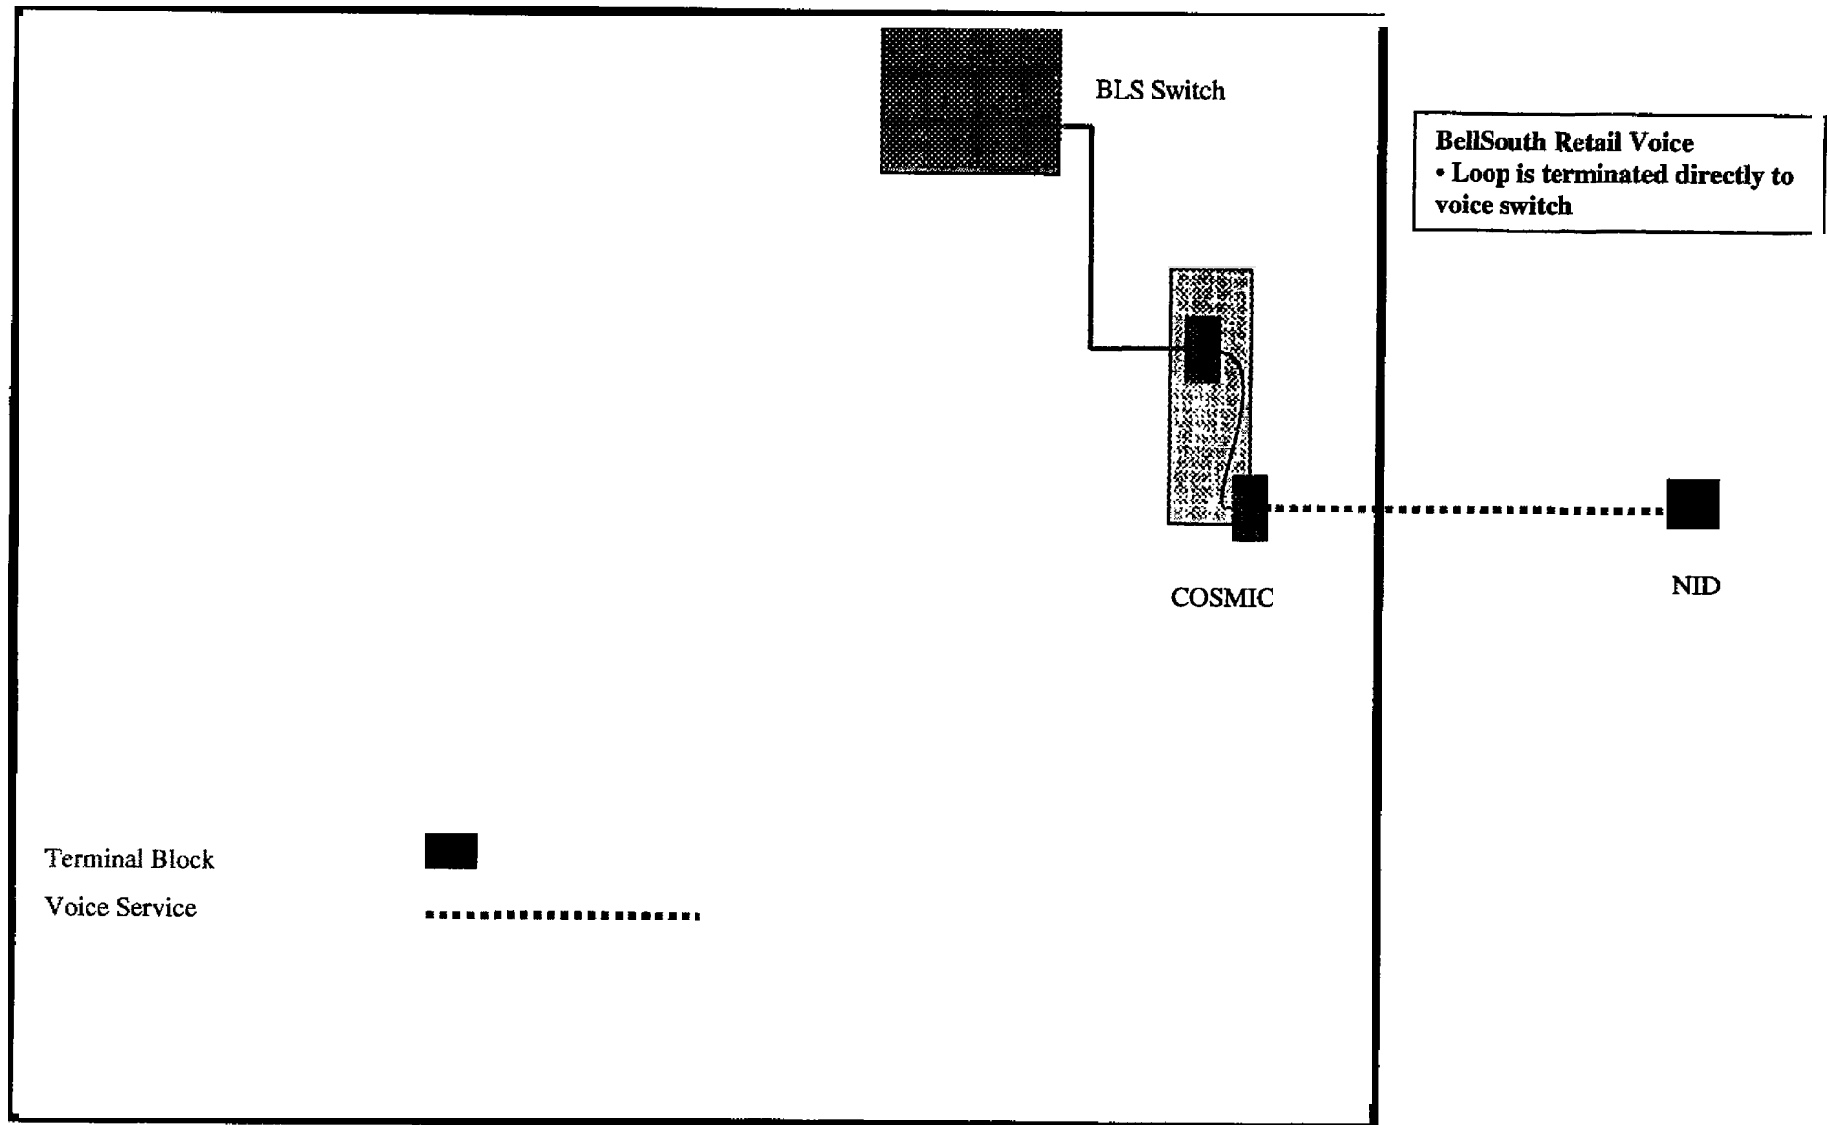 BLS Switch
BellSouth Retail Voice
• Loop is terminated directly to
voice switch
COSMIC
NID
Terminal Block
Voice Service